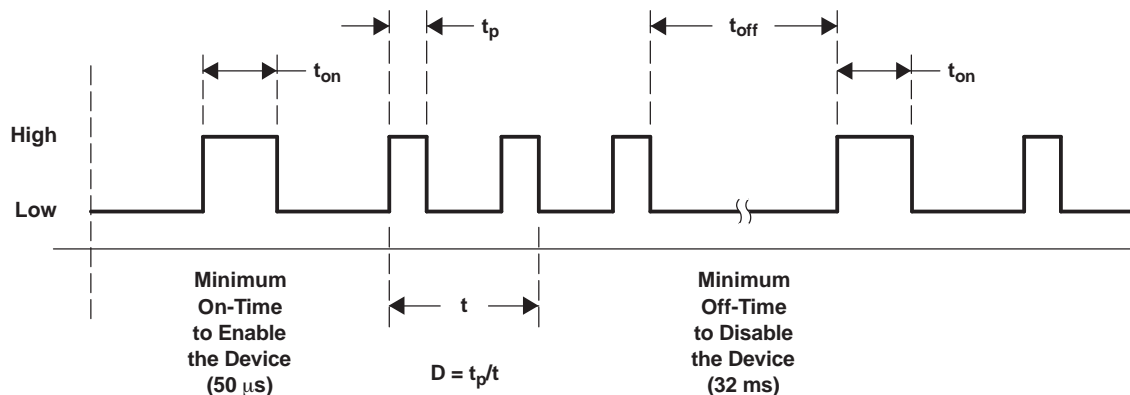 tp
toff
ton
ton
High
Low
Minimum
On-Time
to Enable
the Device
(50 μs)
t
D = tp/t
Minimum
Off-Time
to Disable
the Device
(32 ms)